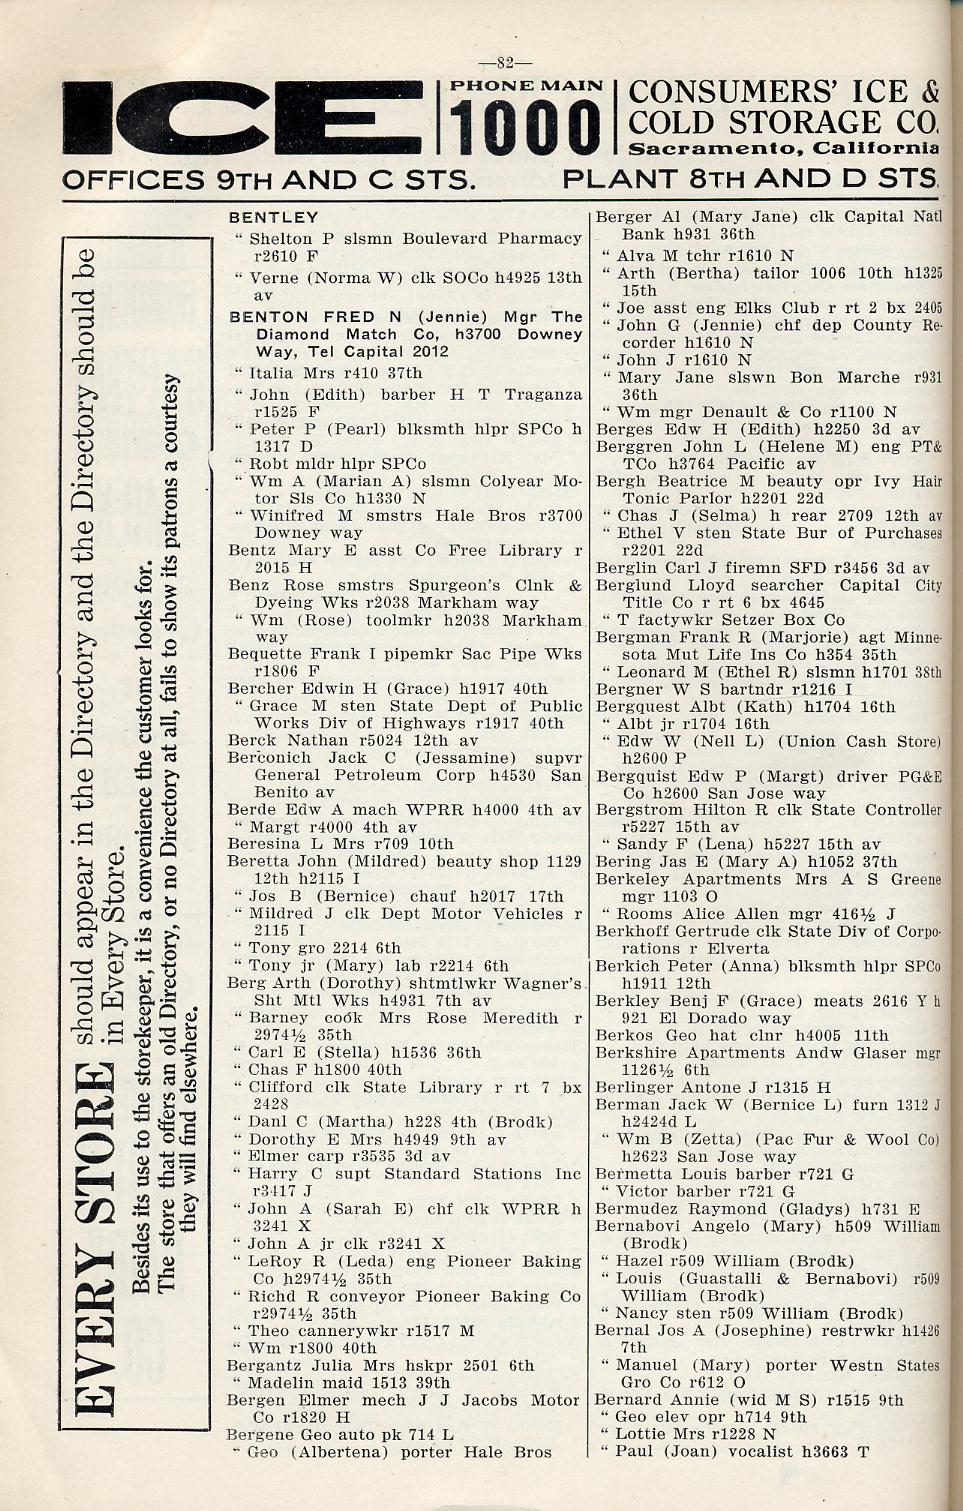 —82—
ICE
PHONE MAIN
1000
CONSUMERS' ICE &
COLD STORAGE CO.
Sacramento, California
OFFICES 9TH AND C STS.
PLANT 8TH AND D STS.
EVERY STORE should appear in the Directory and the Directory should be
in Every Store.
Besides its use to the storekeeper, it is a convenience the customer looks for.
The store that offers an old Directory, or no Directory at all, fails to show its patrons a courtesy
they will find elsewhere.
BENTLEY
“ Shelton P slsmn Boulevard Pharmacy
r2610 F
“ Verne (Norma W) clk SOCo h4925 13th
av
BENTON FRED N (Jennie) Mgr The
Diamond Match Co, h3700 Downey
Way, Tel Capital 2012
“ Italia Mrs r410 37th
“ John (Edith) barber H T Traganza
r1525 F
“ Peter P (Pearl) blksmth hlpr SPCo h
1317 D
“ Robt mldr hlpr SPCo
“ Wm A (Marian A) slsmn Colyear Mo-
tor Sls Co h1330 N
“ Winifred M smstrs Hale Bros r3700
Downey way
Bentz Mary E asst Co Free Library r
2015 H
Benz Rose smstrs Spurgeon's Clnk &
Dyeing Wks r2038 Markham way
“ Wm (Rose) toolmkr h2038 Markham
way
Bequette Frank I pipemkr Sac Pipe Wks
r1806 F
Bercher Edwin H (Grace) h1917 40th
“ Grace M sten State Dept of Public
Works Div of Highways r1917 40th
Berck Nathan r5024 12th av
Berconich Jack C (Jessamine) supvr
General Petroleum Corp h4530 San
Benito av
Berde Edw A mach WPRR h4000 4th av
“ Margt r4000 4th av
Beresina L Mrs r709 10th
Beretta John (Mildred) beauty shop 1129
12th h2115 I
“ Jos B (Bernice) chauf h2017 17th
“ Mildred J clk Dept Motor Vehicles r
2115 I
“ Tony gro 2214 6th
“ Tony jr (Mary) lab r2214 6th
Berg Arth (Dorothy) shtmtlwkr Wagner's
Sht Mtl Wks h4931 7th av
“ Barney cook Mrs Rose Meredith r
2974½ 35th
“ Carl E (Stella) h1536 36th
“ Chas F h1800 40th
“ Clifford clk State Library r rt 7 bx
2428
“ Danl C (Martha) h228 4th (Brodk)
“ Dorothy E Mrs h4949 9th av
“ Elmer carp r3535 3d av
“ Harry C supt Standard Stations Inc
r3417 J
“ John A (Sarah E) chf clk WPRR h
3241 X
“ John A jr clk r3241 X
“ LeRoy R (Leda) eng Pioneer Baking
Co h2974½ 35th
“ Richd R conveyor Pioneer Baking Co
r2974½ 35th
“ Theo cannerywkr r1517 M
“ Wm r1800 40th
Bergantz Julia Mrs hskpr 2501 6th
“ Madelin maid 1513 39th
Bergen Elmer mech J J Jacobs Motor
Co r1820 H
Bergene Geo auto pk 714 L
“ Geo (Albertena) porter Hale Bros
Berger Al (Mary Jane) clk Capital Natl
Bank h931 36th
“ Alva M tchr r1610 N
“ Arth (Bertha) tailor 1006 10th h1325
15th
“ Joe asst eng Elks Club r rt 2 bx 2405
“ John G (Jennie) chf dep County Re-
corder h1610 N
“ John J r1610 N
“ Mary Jane slswn Bon Marche r931
36th
“ Wm mgr Denault & Co r1100 N
Berges Edw H (Edith) h2250 3d av
Berggren John L (Helene M) eng PT&
TCo h3764 Pacific av
Bergh Beatrice M beauty opr Ivy Hair
Tonic Parlor h2201 22d
“ Chas J (Selma) h rear 2709 12th av
“ Ethel V sten State Bur of Purchases
r2201 22d
Berglin Carl J firemn SFD r3456 3d av
Berglund Lloyd searcher Capital City
Title Co r rt 6 bx 4645
“ T factywkr Setzer Box Co
Bergman Frank R (Marjorie) agt Minne-
sota Mut Life Ins Co h354 35th
“ Leonard M (Ethel R) slsmn h1701 38th
Bergner W S bartndr r1216 I
Bergquest Albt (Kath) h1704 16th
“ Albt jr r1704 16th
“ Edw W (Nell L) (Union Cash Store)
h2600 P
Bergquist Edw P (Margt) driver PG&E
Co h2600 San Jose way
Bergstrom Hilton R clk State Controller
r5227 15th av
“ Sandy F (Lena) h5227 15th av
Bering Jas E (Mary A) h1052 37th
Berkeley Apartments Mrs A S Greene
mgr 1103 O
“ Rooms Alice Allen mgr 416½ J
Berkhoff Gertrude clk State Div of Corpo-
rations r Elverta
Berkich Peter (Anna) blksmth hlpr SPCo
h1911 12th
Berkley Benj F (Grace) meats 2616 Y h
921 El Dorado way
Berkos Geo hat clnr h4005 11th
Berkshire Apartments Andw Glaser mgr
1126½ 6th
Berlinger Antone J r1315 H
Berman Jack W (Bernice L) furn 1312 J
h2424d L
“ Wm B (Zetta) (Pac Fur & Wool Co)
h2623 San Jose way
Bermetta Louis barber r721 G
“ Victor barber r721 G
Bermudez Raymond (Gladys) h731 E
Bernabovi Angelo (Mary) h509 William
(Brodk)
“ Hazel r509 William (Brodk)
“ Louis (Guastalli & Bernabovi) r509
William (Brodk)
“ Nancy sten r509 William (Brodk)
Bernal Jos A (Josephine) restrwkr h1426
7th
“ Manuel (Mary) porter Westn States
Gro Co r612 O
Bernard Annie (wid M S) r1515 9th
“ Geo elev opr h714 9th
“ Lottie Mrs r1228 N
“ Paul (Joan) vocalist h3663 T